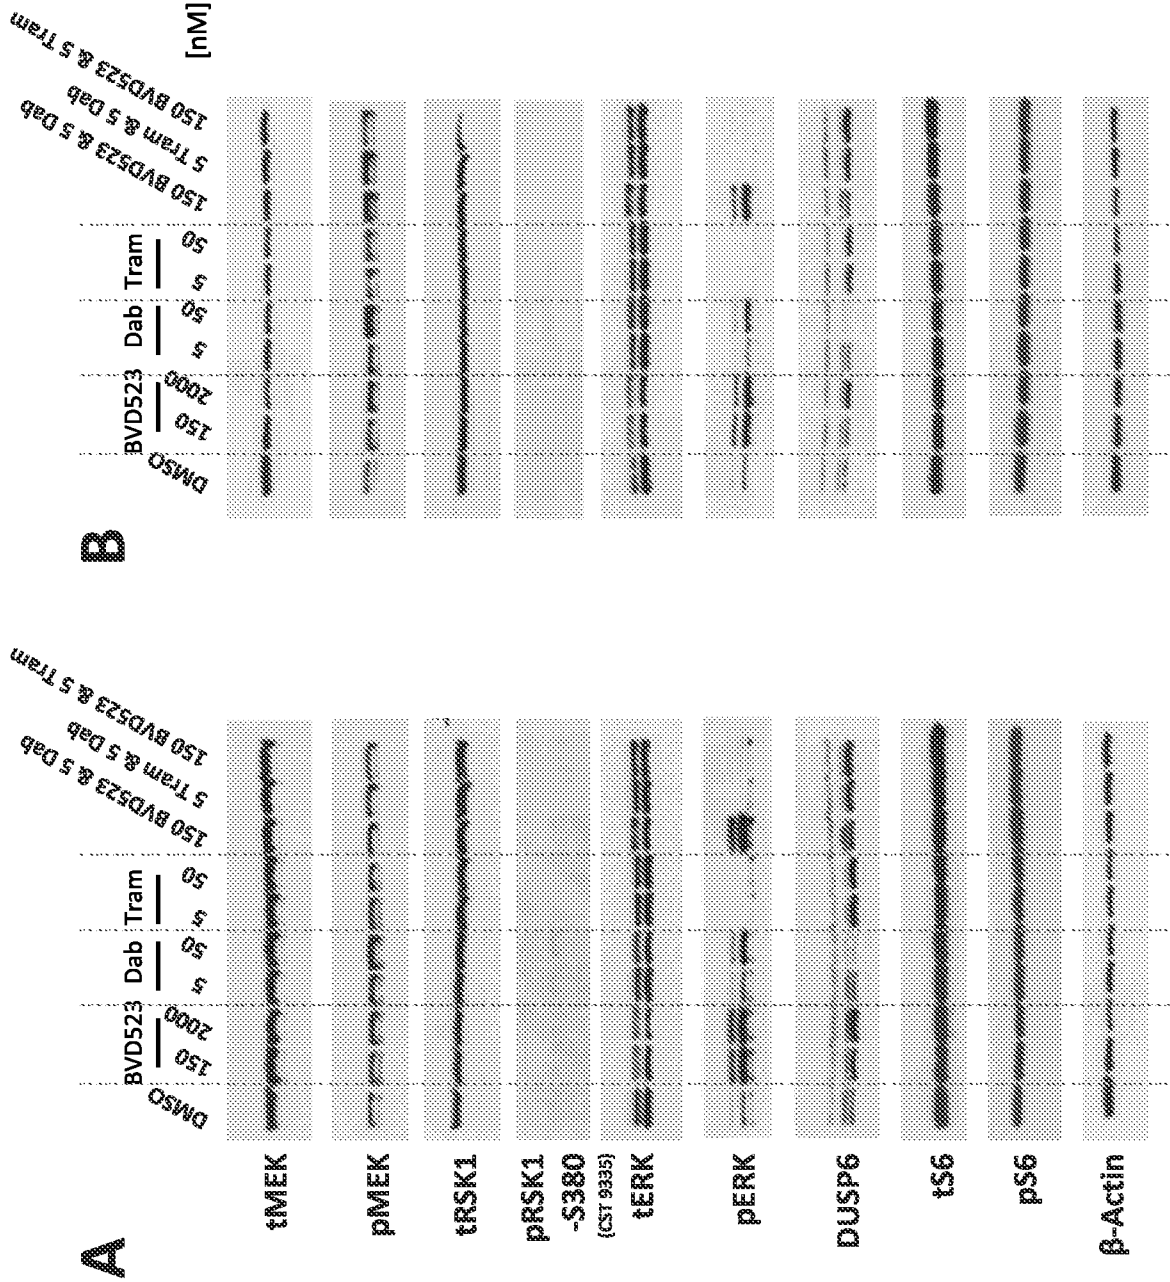 A
DMSO
BVD523
150
2000
Dab
5
50
Tram
5
50
150 BVD523 & 5 Dab
5 Tram & 5 Dab
150 BVD523 & 5 Tram
tMEK
pMEK
tRSK1
pRSK1
-S380
(CST 9335)
tERK
pERK
DUSP6
tS6
pS6
β-Actin
B
DMSO
BVD523
150
2000
Dab
5
50
Tram
5
50
150 BVD523 & 5 Dab
5 Tram & 5 Dab
150 BVD523 & 5 Tram
[nM]